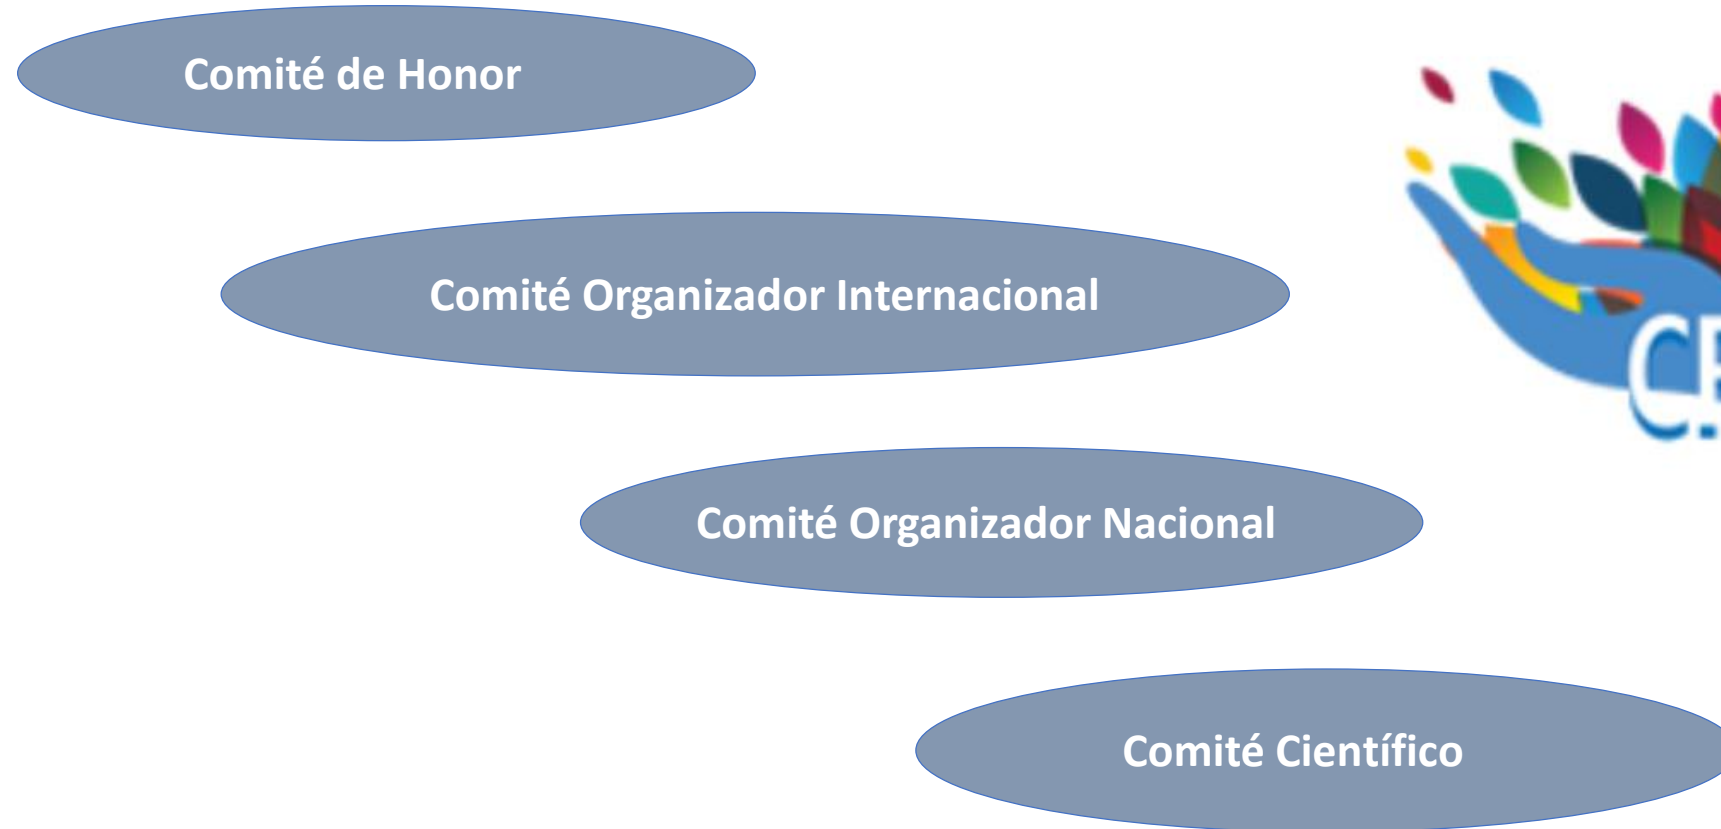 Comité de Honor
Comité Organizador Internacional
Comité Organizador Nacional
Comité Científico